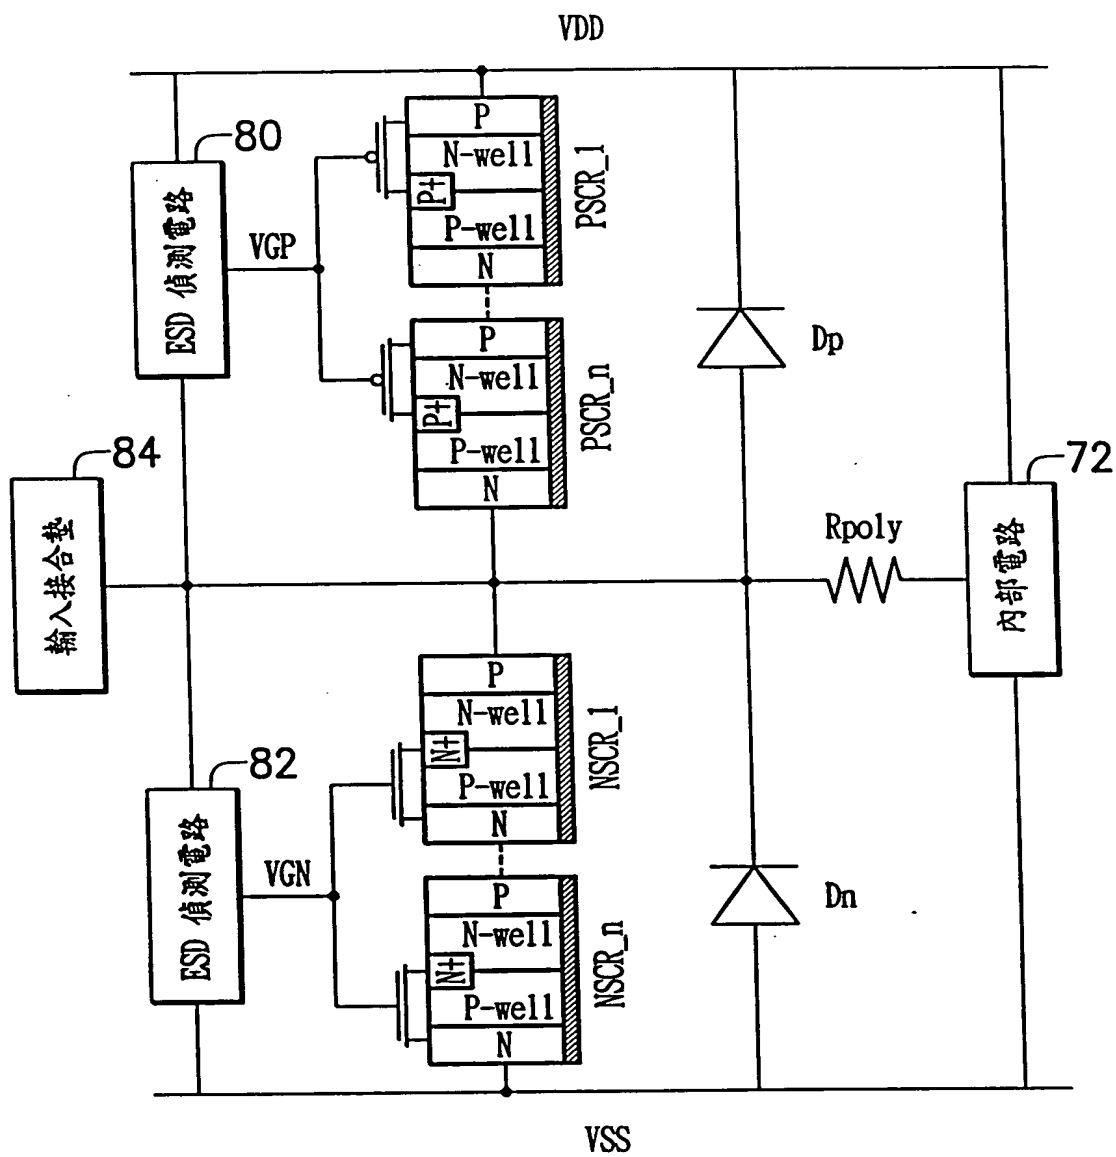 VDD
80
ESD 偵測電路
VGP
P
N-well
P+
P-well
N
PSCR_1
P
N-well
P+
P-well
N
PSCR_n
Dp
84
輸入接合墊
Rpoly
72
內部電路
P
N-well
N+
P-well
N
NSCR_1
82
ESD 偵測電路
VGN
P
N-well
N+
P-well
N
NSCR_n
Dn
VSS